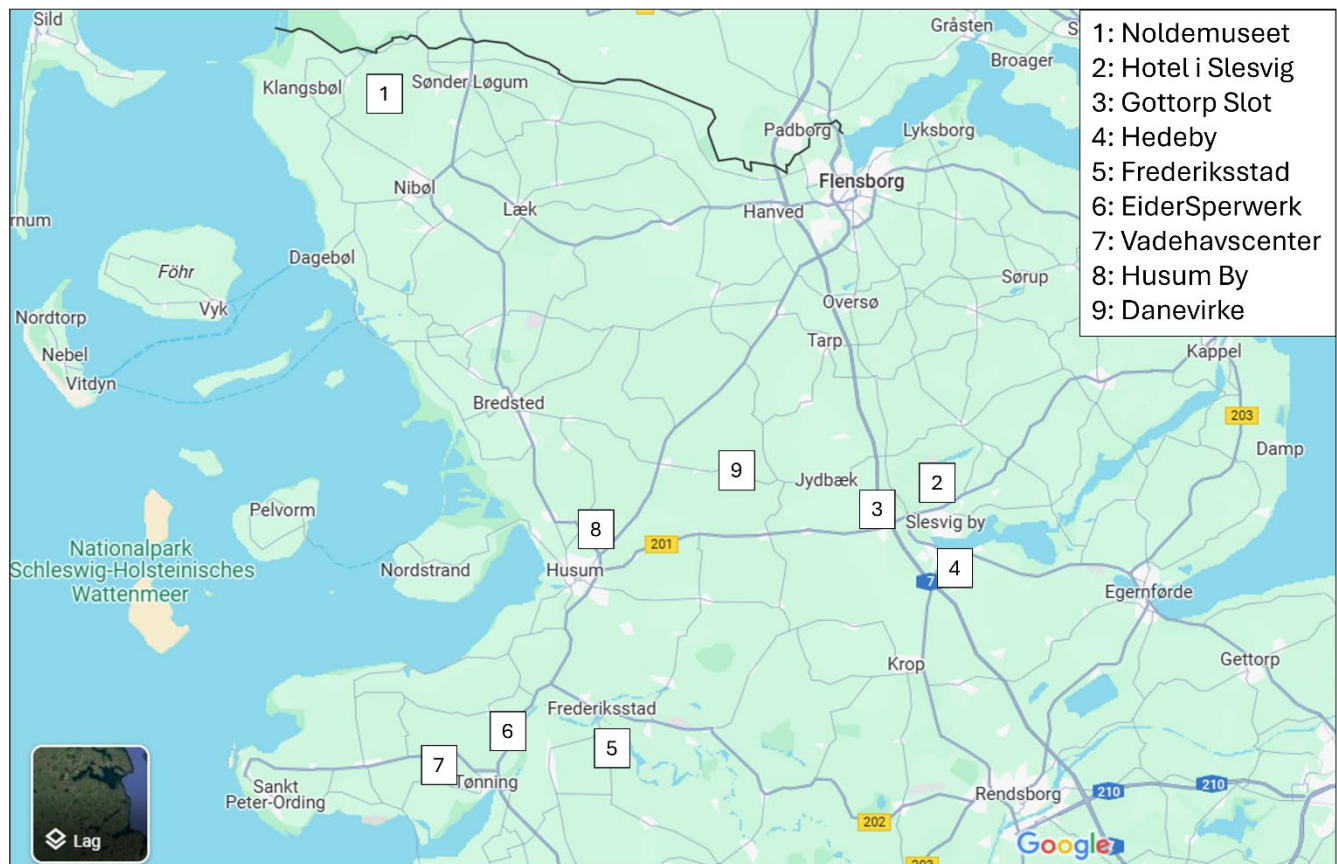 Sild
Gråsten
S
Broager
1: Noldemuseet
2: Hotel i Slesvig
3: Gottorp Slot
4: Hedeby
5: Frederiksstad
6: EiderSperwerk
7: Vadehavscenter
8: Husum By
9: Danevirke
Klangsbøl
1
Sønder Løgum
Padborg
Lyksborg
Nibøl
Læk
Hanved
Flensborg
rnum
Dagebøl
Föhr
Vyk
Sørup
Oversø
Nordtorp
Nebel
Vitdyn
Tarp
Kappel
Bredsted
203
Damp
9
Jydbæk
2
3
Slesvig by
Pelvorm
8
201
Nationalpark
Schleswig-Holsteinisches
Wattenmeer
Nordstrand
Husum
7
4
Egernførde
Krop
Gettorp
Frederiksstad
6
5
7
Tønning
Sankt
Peter-Ording
Rendsborg
210
210
202
Lag
Google
7
203